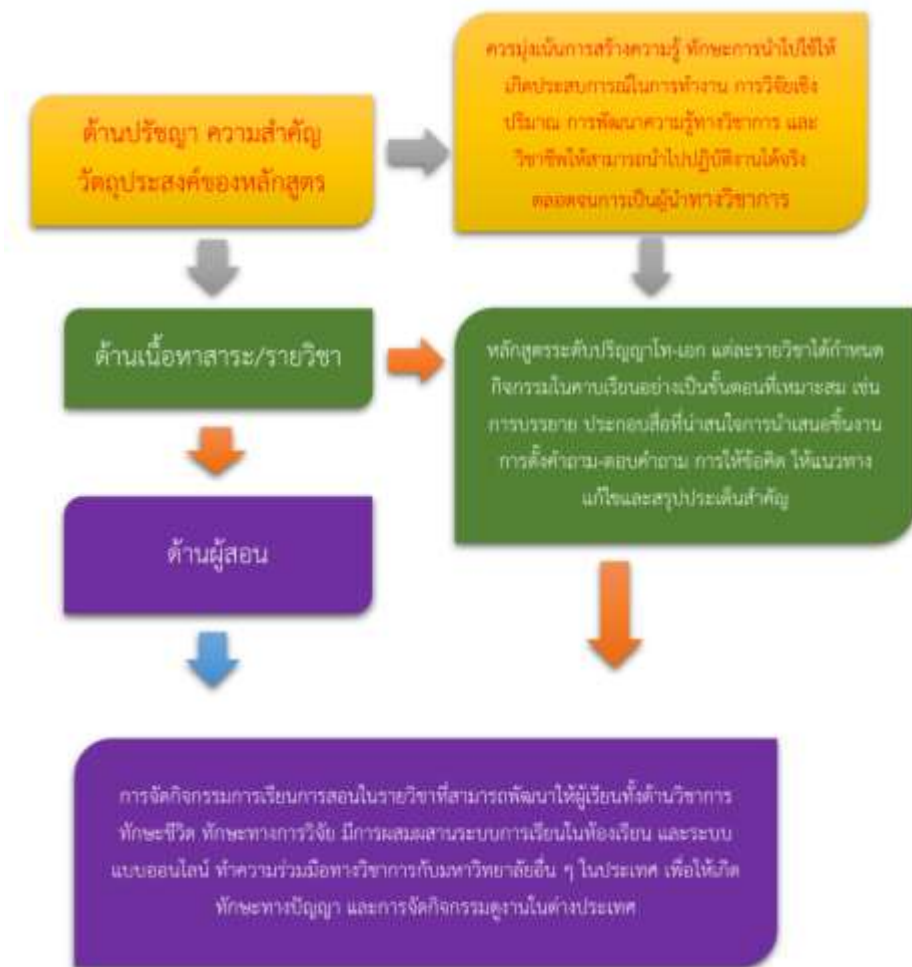 ด้านปรัชญา ความสำคัญ
วัตถุประสงค์ของหลักสูตร
ควรมุ่งเน้นการสร้างความรู้ ทักษะการนำไปใช้ให้
เกิดประสบการณ์ในการทำงาน การวิจัยเชิง
ปริมาณ การพัฒนาความรู้ทางวิชาการ และ
วิชาชีพให้สามารถนำไปปฏิบัติงานได้จริง
ตลอดจนการเป็นผู้นำทางวิชาการ
ด้านเนื้อหาสาระ/รายวิชา
หลักสูตรระดับปริญญาโท-เอก แต่ละรายวิชาได้กำหนด
กิจกรรมในคาบเรียนอย่างเป็นขั้นตอนที่เหมาะสม เช่น
การบรรยาย ประกอบสื่อที่น่าสนใจการนำเสนอชิ้นงาน
การตั้งคำถาม-ตอบคำถาม การให้ข้อคิด ให้แนวทาง
แก้ไขและสรุปประเด็นสำคัญ
ด้านผู้สอน
การจัดกิจกรรมการเรียนการสอนในรายวิชาที่สามารถพัฒนาให้ผู้เรียนทั้งด้านวิชาการ
ทักษะชีวิต ทักษะทางการวิจัย มีการผสมผสานระบบการเรียนในห้องเรียน และระบบ
แบบออนไลน์ ทำความร่วมมือทางวิชาการกับมหาวิทยาลัยอื่น ๆ ในประเทศ เพื่อให้เกิด
ทักษะทางปัญญา และการจัดกิจกรรมดูงานในต่างประเทศ